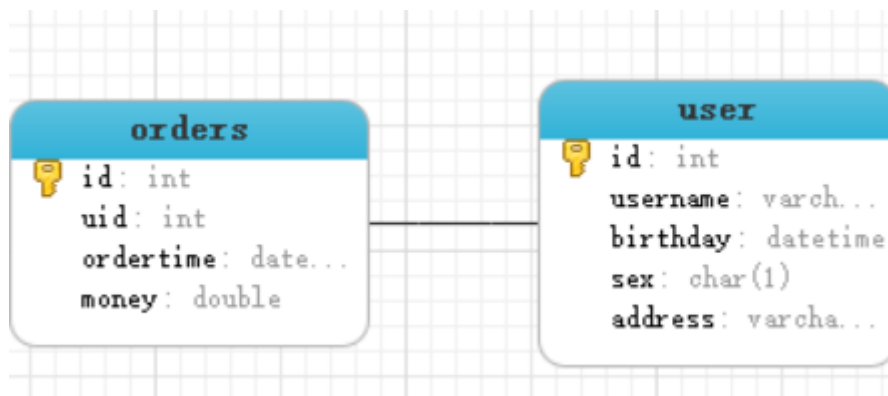 orders
id: int
uid: int
ordertime: date...
money: double
user
id: int
username: varch...
birthday: datetime
sex: char(1)
address: varcha...